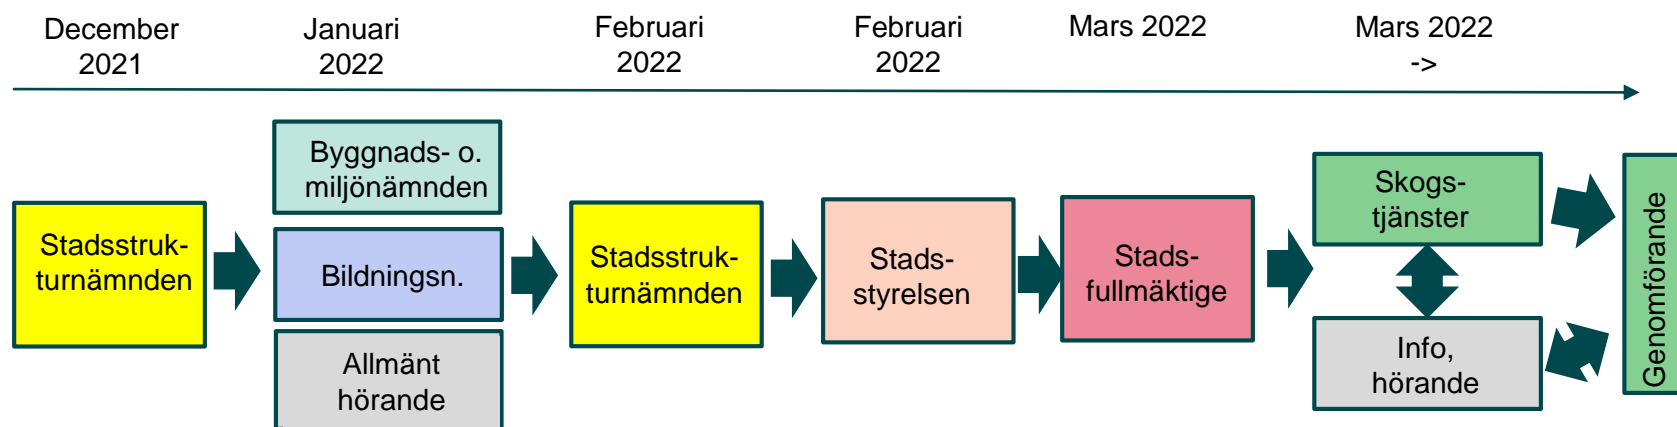 December
2021
Januari
2022
Februari
2022
Februari
2022
Mars 2022
Mars 2022
->
Stadsstruk-
turnämnden
Byggnads- o.
miljönämnden
Bildningsn.
Allmänt
hörande
Stadsstruk-
turnämnden
Stads-
styrelsen
Stads-
fullmäktige
Skogs-
tjänster
Info,
hörande
Genomförande